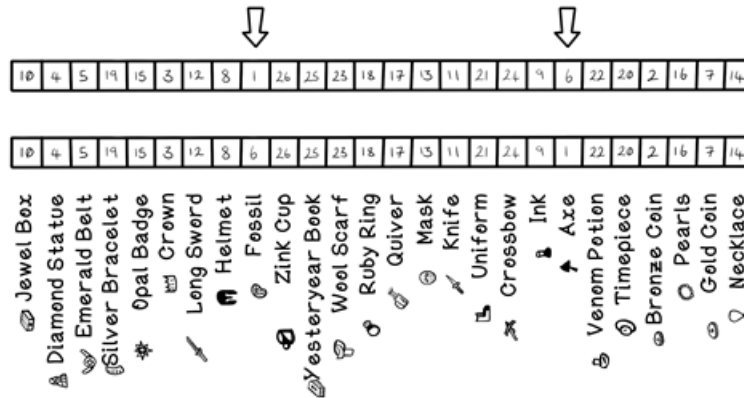 10 4 5 19 15 3 12 8 1 26 25 23 18 17 13 11 21 24 9 6 22 20 2 16 7 14
10 4 5 19 15 3 12 8 6 26 25 23 18 17 13 11 21 24 9 1 22 20 2 16 7 14
Jewel Box
Diamond Statue
Emerald Belt
Silver Bracelet
Opal Badge
Crown
Long Sword
Helmet
Fossil
Zink Cup
Yesteryear Book
Wool Scarf
Ruby Ring
Quiver
Mask
Knife
Uniform
Crossbow
Ink
Axe
Venom Potion
Timepiece
Bronze Coin
Pearls
Gold Coin
Necklace